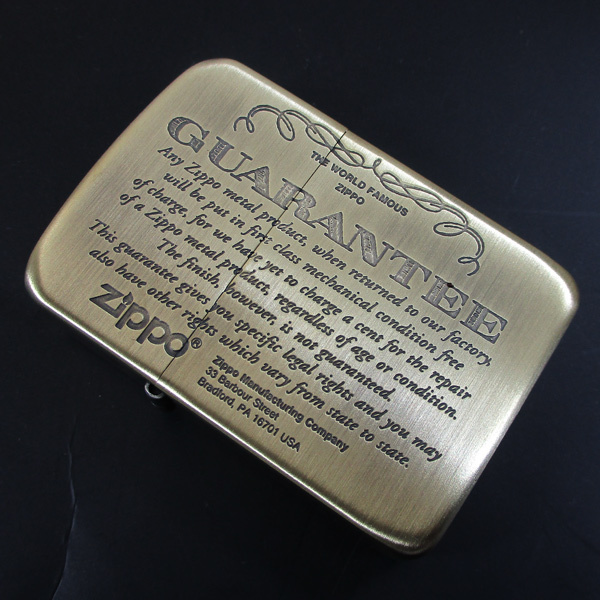 THE WORLD FAMOUS
ZIPPO
GUARANTEE
Any Zippo metal product, when returned to our factory,
will be put in first class mechanical condition free
of charge, for we have yet to charge a cent for the repair
of a Zippo metal product, regardless of age or condition.
The finish, however, is not guaranteed.
This guarantee gives you specific legal rights and you may
also have other rights which vary from state to state.
Zippo®
Zippo Manufacturing Company
33 Barbour Street
Bradford, PA 16701 USA